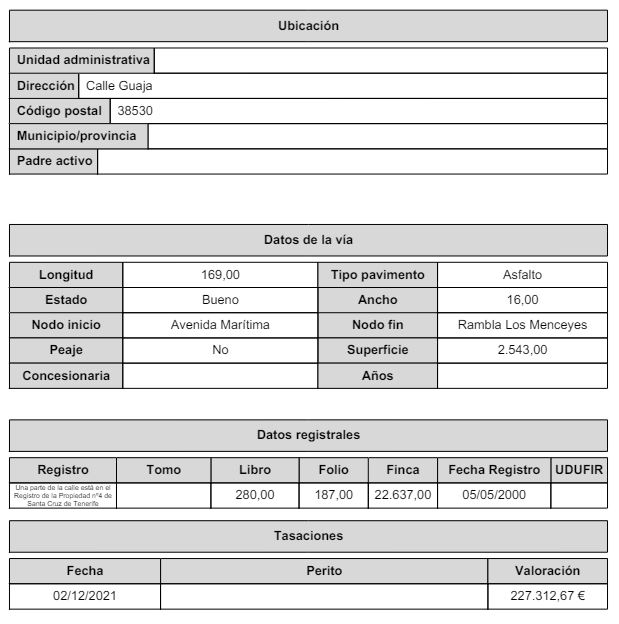 Ubicación
Unidad administrativa
Dirección Calle Guaja
Código postal 38530
Municipio/provincia
Padre activo
Datos de la vía
Longitud 169,00 Tipo pavimento Asfalto
Estado Bueno Ancho 16,00
Nodo inicio Avenida Marítima Nodo fin Rambla Los Menceyes
Peaje No Superficie 2.543,00
Concesionaria Años
Datos registrales
Registro Tomo Libro Folio Finca Fecha Registro UDUFIR
Una parte de la calle está en el
Registro de la Propiedad nº4 de
Santa Cruz de Tenerife
280,00 187,00 22.637,00 05/05/2000
Tasaciones
Fecha Perito Valoración
02/12/2021 227.312,67 €